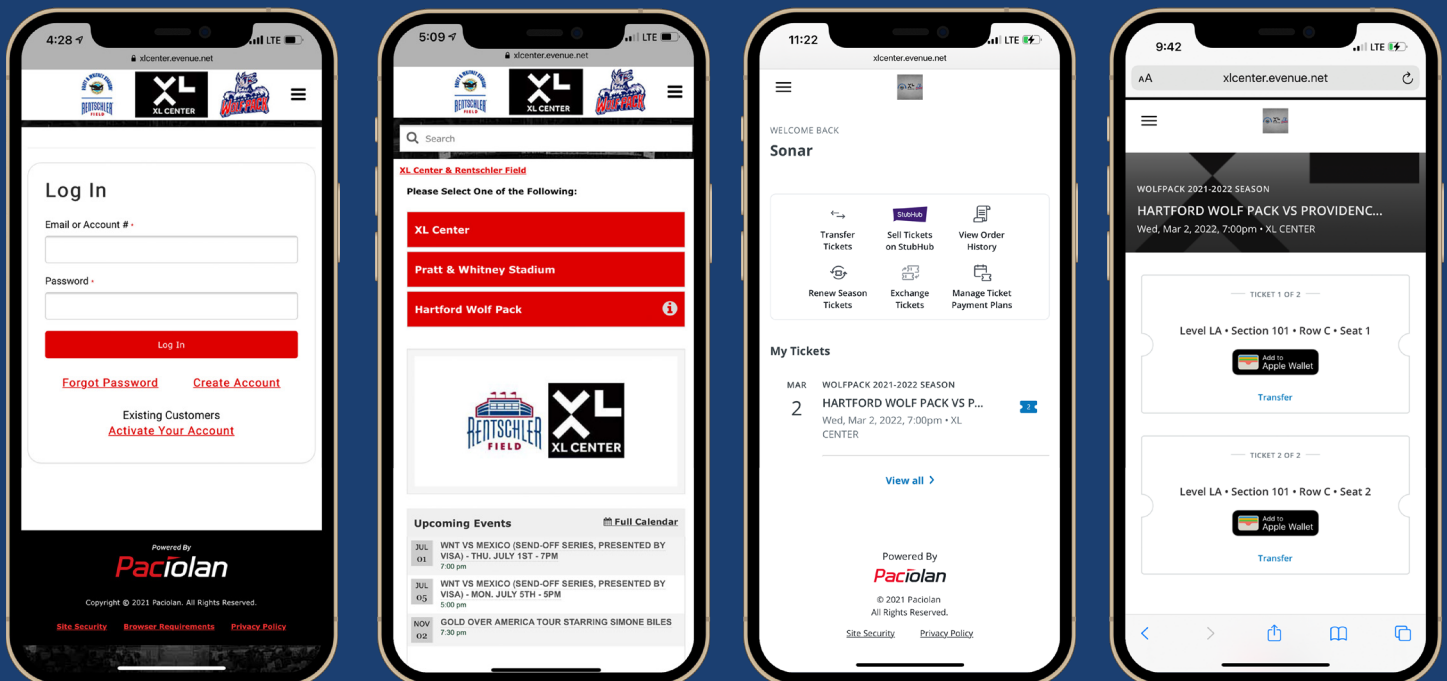 4:28
LTE
xlcenter.evenue.net
PRATT & WHITNEY STADIUM
RENTSCHLER
FIELD
XL
XL CENTER
WOLF PACK
Log In
Email or Account # *
Password *
Log In
Forgot Password Create Account
Existing Customers
Activate Your Account
Powered By
Paciolan
Copyright @ 2021 Paciolan. All Rights Reserved.
Site Security Browser Requirements Privacy Policy
5:09
LTE
xlcenter.evenue.net
RENTSCHLER
FIELD
XL
XL CENTER
WOLF PACK
Search
XL Center & Rentschler Field
Please Select One of the Following:
XL Center
Pratt & Whitney Stadium
Hartford Wolf Pack i
RENTSCHLER
FIELD
XL
XL CENTER
Upcoming Events Full Calendar
JUL
01
WNT VS MEXICO (SEND-OFF SERIES, PRESENTED BY
VISA) - THU. JULY 1ST - 7PM
7:00 pm
JUL
05
WNT VS MEXICO (SEND-OFF SERIES, PRESENTED BY
VISA) - MON. JULY 5TH - 5PM
5:00 pm
NOV
02
GOLD OVER AMERICA TOUR STARRING SIMONE BILES
7:30 pm
11:22
LTE
xlcenter.evenue.net
WELCOME BACK
Sonar
Transfer
Tickets
StubHub
Sell Tickets
on StubHub
View Order
History
Renew Season
Tickets
Exchange
Tickets
Manage Ticket
Payment Plans
My Tickets
MAR
2
WOLFPACK 2021-2022 SEASON
HARTFORD WOLF PACK VS P...
Wed, Mar 2, 2022, 7:00pm • XL
CENTER
2
View all
Powered By
Paciolan
© 2021 Paciolan
All Rights Reserved.
Site Security Privacy Policy
9:42
LTE
AA xlcenter.evenue.net
WOLFPACK 2021-2022 SEASON
HARTFORD WOLF PACK VS PROVIDENC...
Wed, Mar 2, 2022, 7:00pm • XL CENTER
TICKET 1 OF 2
Level LA • Section 101 • Row C • Seat 1
Add to
Apple Wallet
Transfer
TICKET 2 OF 2
Level LA • Section 101 • Row C • Seat 2
Add to
Apple Wallet
Transfer